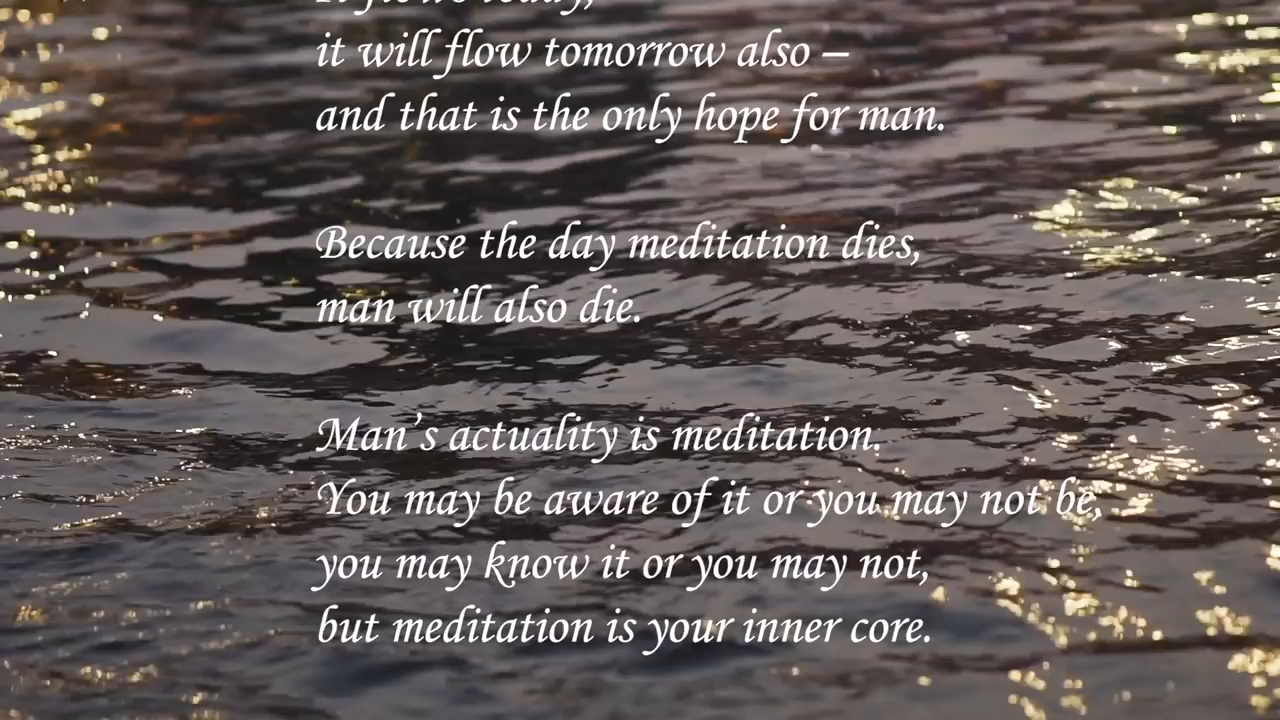 it will flow tomorrow also –
and that is the only hope for man.
Because the day meditation dies,
man will also die.
Man’s actuality is meditation.
You may be aware of it or you may not be,
you may know it or you may not,
but meditation is your inner core.